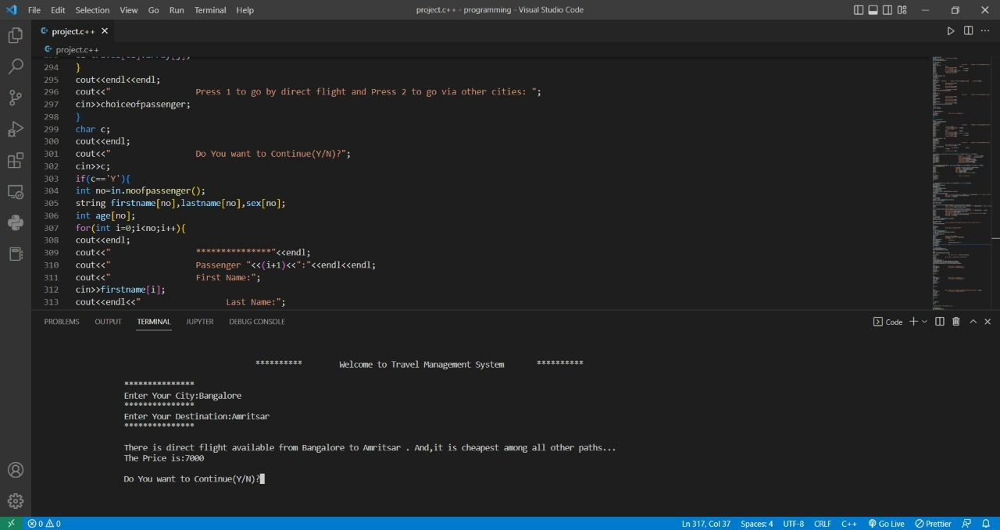 File Edit Selection View Go Run Terminal Help project.c++ - programming - Visual Studio Code
project.c++
project.c++
294 }
295 cout<<endl<<endl;
296 cout<<" Press 1 to go by direct flight and Press 2 to go via other cities: ";
297 cin>>choiceofpassenger;
298 }
299 char c;
300 cout<<endl;
301 cout<<" Do You want to Continue(Y/N)?";
302 cin>>c;
303 if(c=='Y'){
304 int no=in.noofpassenger();
305 string firstname[no],lastname[no],sex[no];
306 int age[no];
307 for(int i=0;i<no;i++){
308 cout<<endl;
309 cout<<" ***************"<<endl;
310 cout<<" Passenger "<<(i+1)<<":"<<endl<<endl;
311 cout<<" First Name:";
312 cin>>firstname[i];
313 cout<<endl<<" Last Name:";
PROBLEMS OUTPUT TERMINAL JUPYTER DEBUG CONSOLE Code
********** Welcome to Travel Management System **********
***************
Enter Your City:Bangalore
***************
Enter Your Destination:Amritsar
***************
There is direct flight available from Bangalore to Amritsar . And,it is cheapest among all other paths...
The Price is:7000
Do You want to Continue(Y/N)?
0 0 Ln 317, Col 37 Spaces: 4 UTF-8 CRLF C++ Go Live Prettier